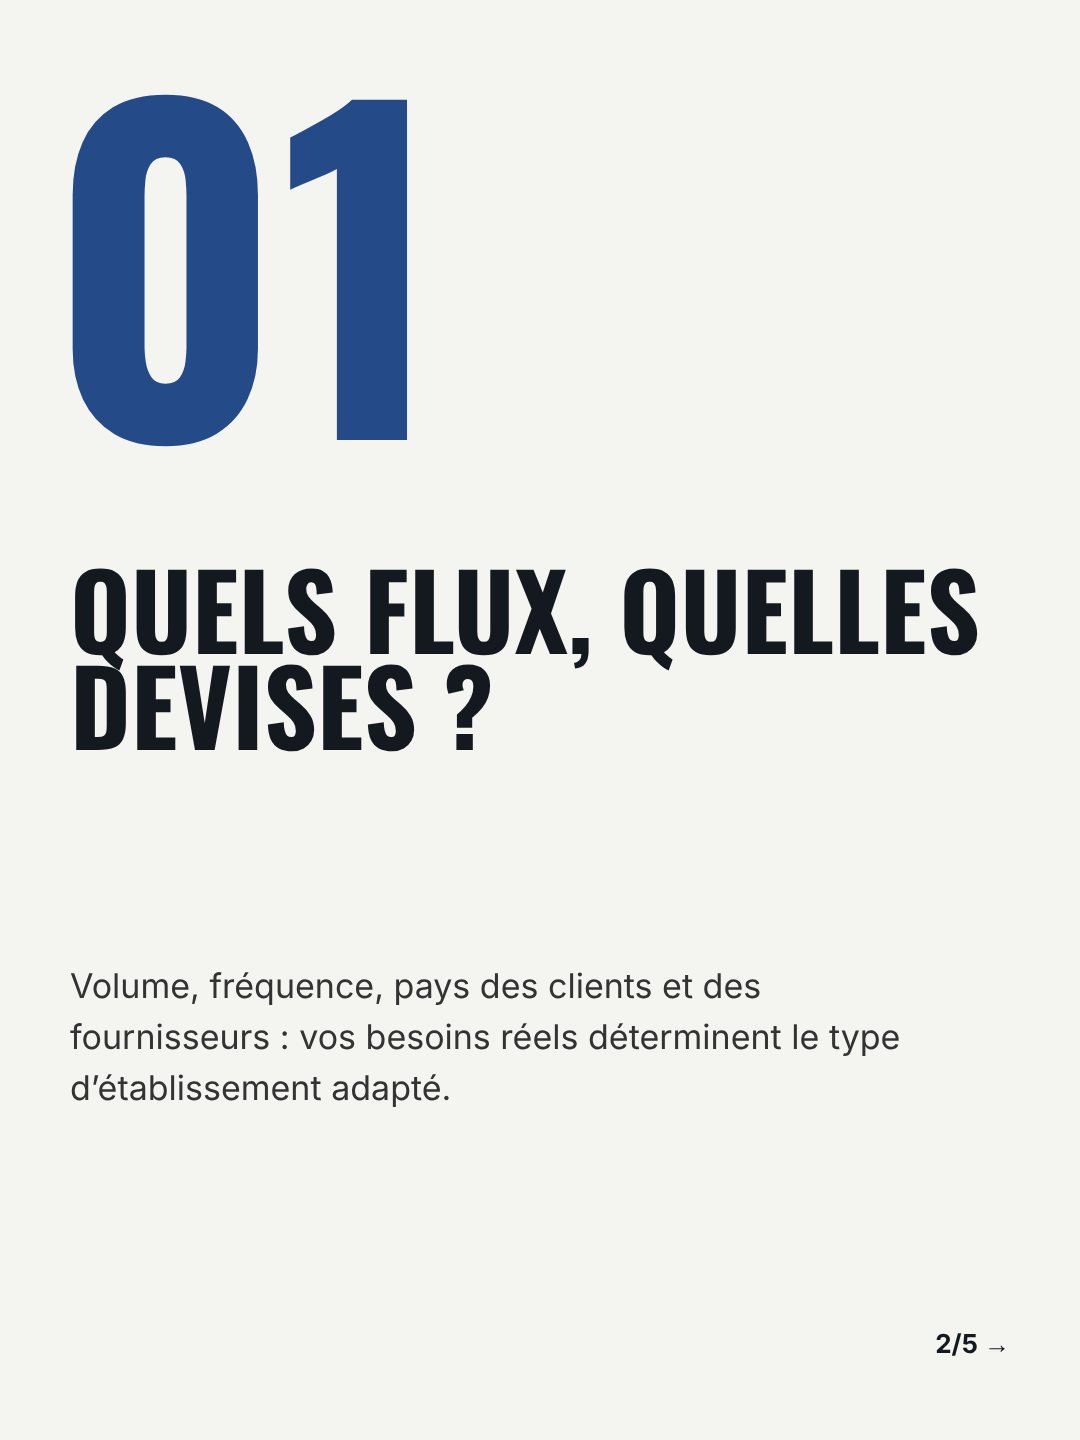 01
QUELS FLUX, QUELLES
DEVISES ?
Volume, fréquence, pays des clients et des
fournisseurs : vos besoins réels déterminent le type
d’établissement adapté.
2/5 →